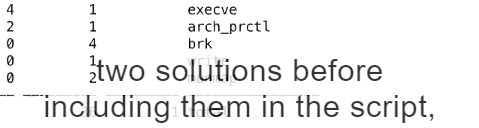 4 1 execve
2 1 arch_prctl
0 4 brk
0 1
two solutions before
0 2
including them in the script,